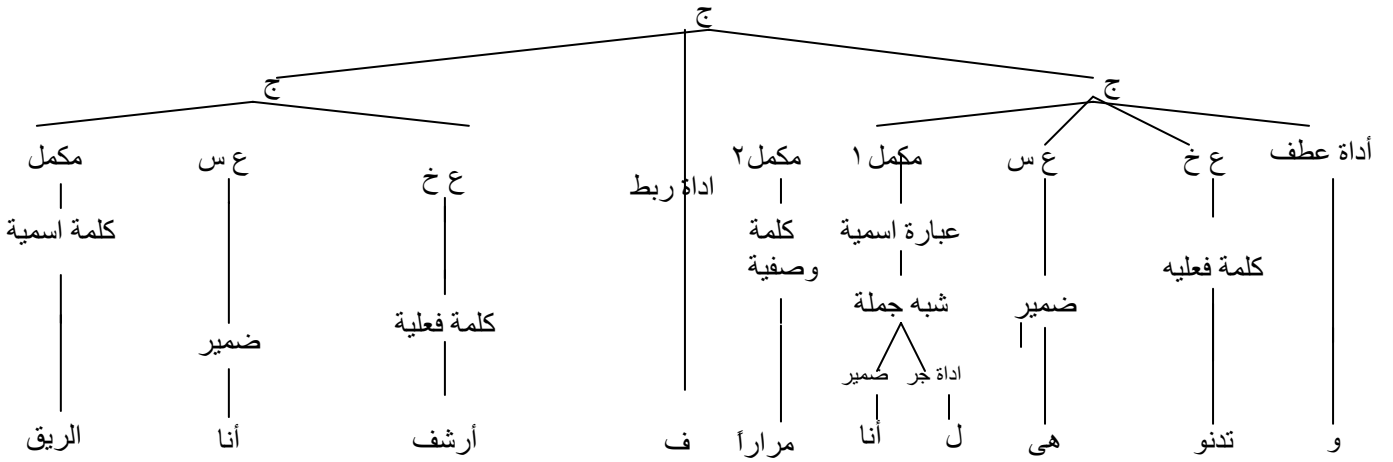 ج
ج ج
أداة عطف ع خ ع س مكمل١ مكمل٢ اداة ربط ع خ ع س مكمل
كلمة فعليه ضمير عبارة اسمية كلمة وصفية كلمة فعلية ضمير كلمة اسمية
شبه جملة
اداة جر ضمير
و تدنو هى ل أنا مراراً ف أرشف أنا الريق